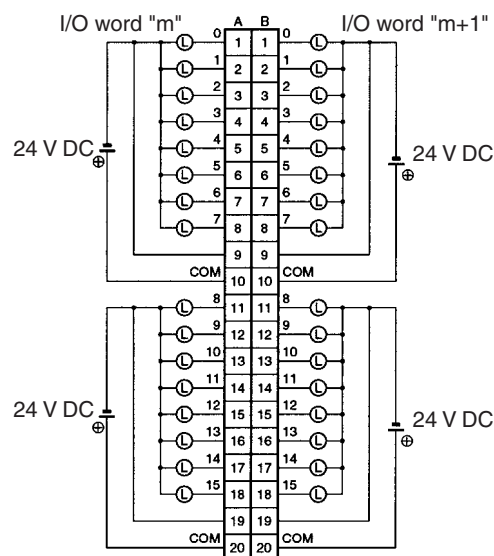 I/O word "m" A B I/O word "m+1"
0 1 1 0
L L
1 2 2 1
L L
2 3 3 2
L L
3 4 4 3
L L
24 V DC 4 5 5 4 24 V DC
L L
⊕ 5 6 6 5 ⊕
L L
6 7 7 6
L L
7 8 8 7
L L
9 9
COM 10 10 COM
8 11 11 8
L L
9 12 12 9
L L
10 13 13 10
L L
11 14 14 11
L L
24 V DC 12 15 15 12 24 V DC
L L
⊕ 13 16 16 13 ⊕
L L
14 17 17 14
L L
15 18 18 15
L L
19 19
COM 20 20 COM